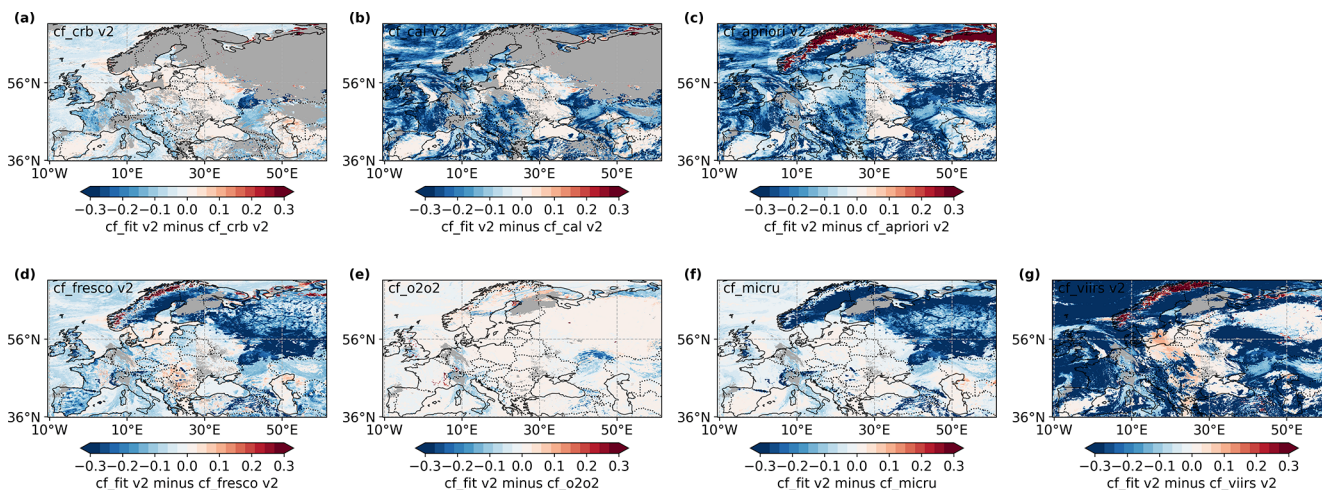 (a)
cf_crb v2
56°N
36°N
10°W 10°E 30°E 50°E
−0.3−0.2−0.1 0.0 0.1 0.2 0.3
cf_fit v2 minus cf_crb v2
(b)
cf_cal v2
56°N
36°N
10°W 10°E 30°E 50°E
−0.3−0.2−0.1 0.0 0.1 0.2 0.3
cf_fit v2 minus cf_cal v2
(c)
cf_apriori v2
56°N
36°N
10°W 10°E 30°E 50°E
−0.3−0.2−0.1 0.0 0.1 0.2 0.3
cf_fit v2 minus cf_apriori v2
(d)
cf_fresco v2
56°N
36°N
10°W 10°E 30°E 50°E
−0.3−0.2−0.1 0.0 0.1 0.2 0.3
cf_fit v2 minus cf_fresco v2
(e)
cf_o2o2
56°N
36°N
10°W 10°E 30°E 50°E
−0.3−0.2−0.1 0.0 0.1 0.2 0.3
cf_fit v2 minus cf_o2o2
(f)
cf_micru
56°N
36°N
10°W 10°E 30°E 50°E
−0.3−0.2−0.1 0.0 0.1 0.2 0.3
cf_fit v2 minus cf_micru
(g)
cf_viirs v2
56°N
36°N
10°W 10°E 30°E 50°E
−0.3−0.2−0.1 0.0 0.1 0.2 0.3
cf_fit v2 minus cf_viirs v2